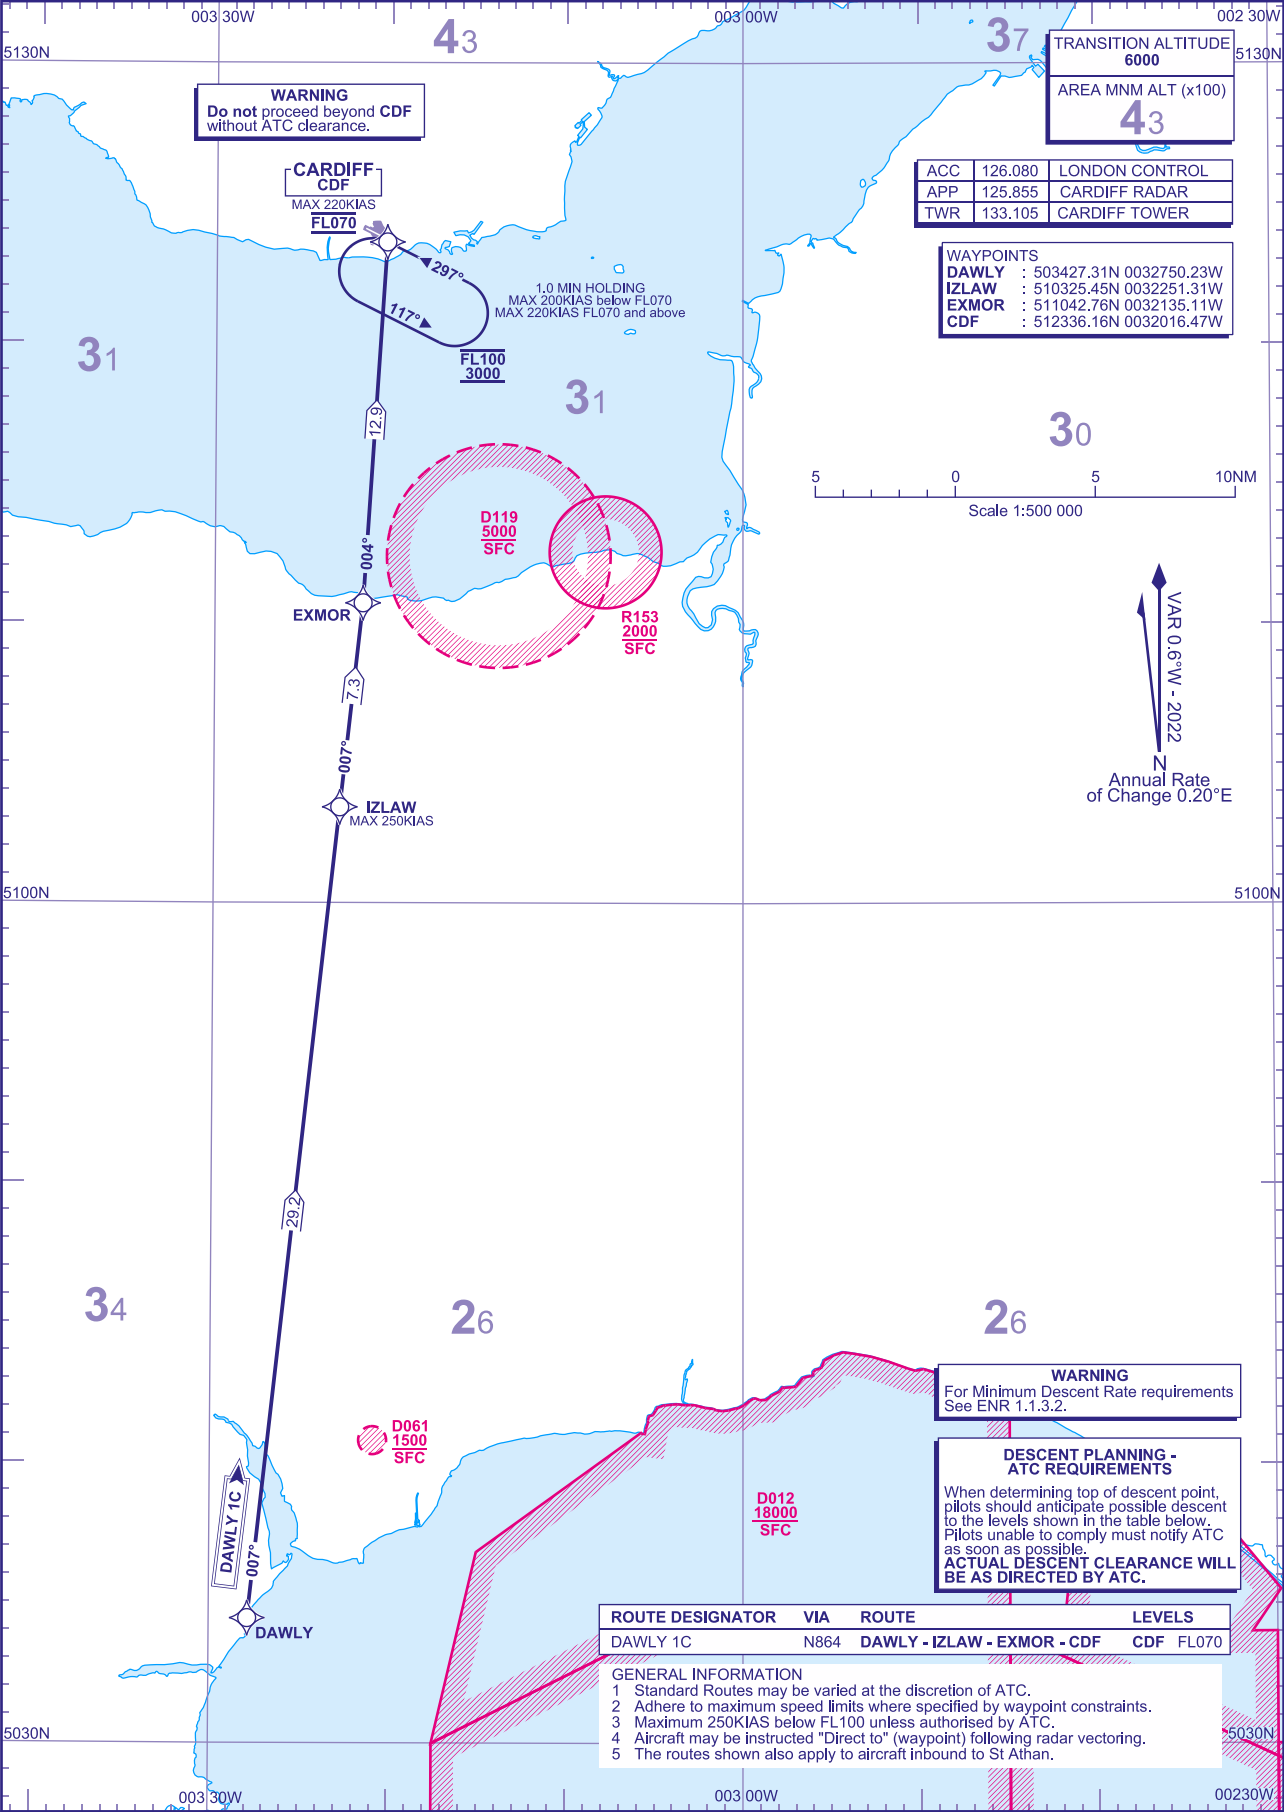 003 30W
003 00W
002 30W
43
37
5130N
5130N
TRANSITION ALTITUDE
6000
AREA MNM ALT (x100)
43
WARNING
Do not proceed beyond CDF
without ATC clearance.
CARDIFF
CDF
MAX 220KIAS
FL070
ACC 126.080 LONDON CONTROL
APP 125.855 CARDIFF RADAR
TWR 133.105 CARDIFF TOWER
WAYPOINTS
DAWLY : 503427.31N 0032750.23W
IZLAW : 510325.45N 0032251.31W
EXMOR : 511042.76N 0032135.11W
CDF : 512336.16N 0032016.47W
297°
117°
1.0 MIN HOLDING
MAX 200KIAS below FL070
MAX 220KIAS FL070 and above
FL100
3000
31
31
30
12.9
5 0 5 10NM
Scale 1:500 000
D119
5000
SFC
004°
EXMOR
R153
2000
SFC
VAR 0.6°W - 2022
N
Annual Rate
of Change 0.20°E
7.3
007°
IZLAW
MAX 250KIAS
5100N
5100N
29.2
34
26
26
WARNING
For Minimum Descent Rate requirements
See ENR 1.1.3.2.
D061
1500
SFC
DESCENT PLANNING -
ATC REQUIREMENTS
When determining top of descent point,
pilots should anticipate possible descent
to the levels shown in the table below.
Pilots unable to comply must notify ATC
as soon as possible.
ACTUAL DESCENT CLEARANCE WILL
BE AS DIRECTED BY ATC.
D012
18000
SFC
DAWLY 1C
007°
DAWLY
ROUTE DESIGNATOR VIA ROUTE LEVELS
DAWLY 1C N864 DAWLY - IZLAW - EXMOR - CDF CDF FL070
GENERAL INFORMATION
1 Standard Routes may be varied at the discretion of ATC.
2 Adhere to maximum speed limits where specified by waypoint constraints.
3 Maximum 250KIAS below FL100 unless authorised by ATC.
4 Aircraft may be instructed "Direct to" (waypoint) following radar vectoring.
5 The routes shown also apply to aircraft inbound to St Athan.
5030N
5030N
003 30W
003 00W
00230W